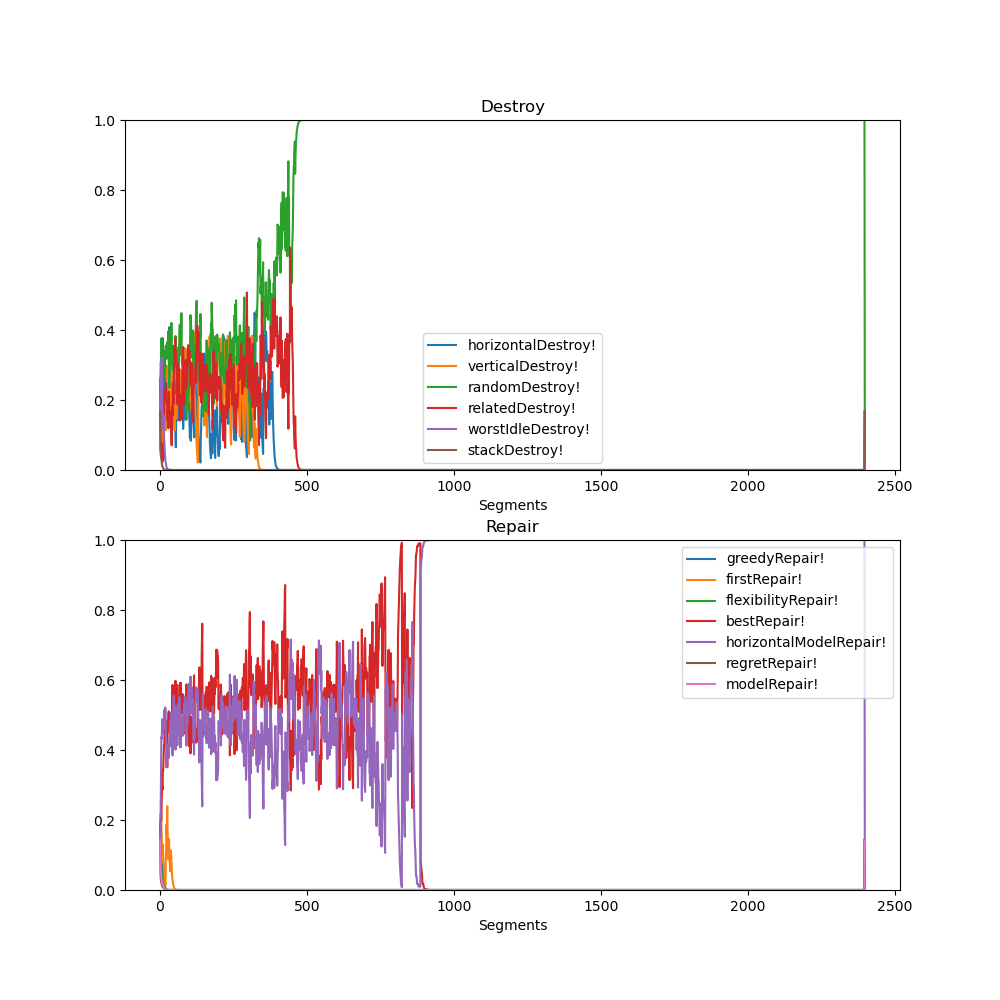 Destroy
1.0
0.8
0.6
0.4
0.2
0.0
horizontalDestroy!
verticalDestroy!
randomDestroy!
relatedDestroy!
worstIdleDestroy!
stackDestroy!
0 500 1000 1500 2000 2500
Segments
Repair
1.0
0.8
0.6
0.4
0.2
0.0
greedyRepair!
firstRepair!
flexibilityRepair!
bestRepair!
horizontalModelRepair!
regretRepair!
modelRepair!
0 500 1000 1500 2000 2500
Segments